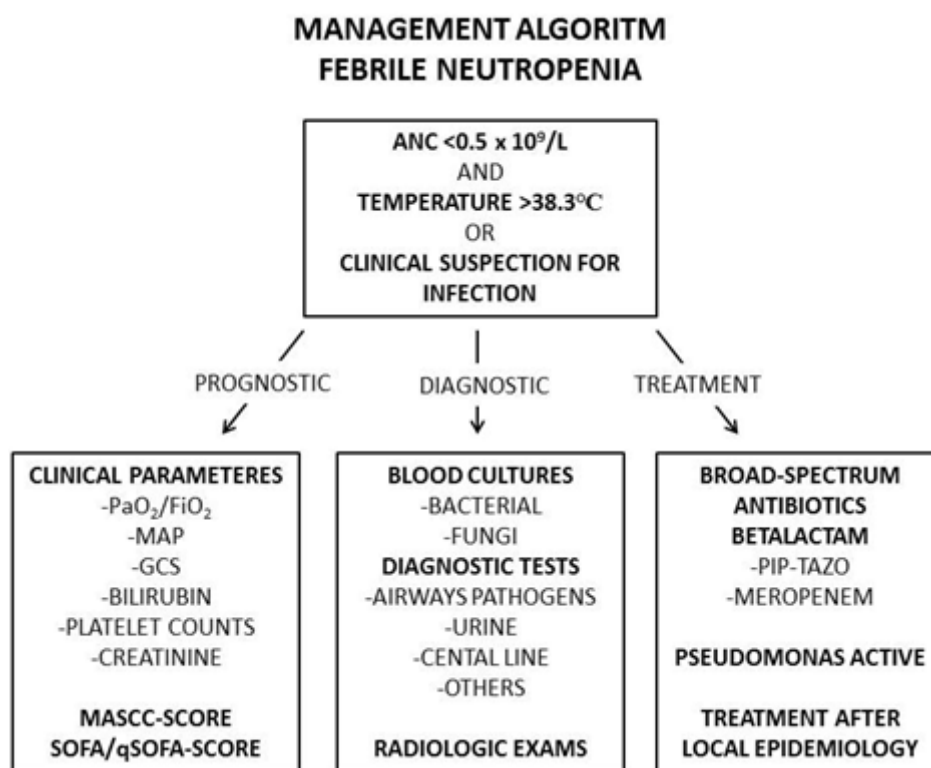 MANAGEMENT ALGORITM
FEBRILE NEUTROPENIA
ANC <0.5 x 10⁹/L
AND
TEMPERATURE >38.3°C
OR
CLINICAL SUSPECTION FOR
INFECTION
PROGNOSTIC
DIAGNOSTIC
TREATMENT
CLINICAL PARAMETERES
-PaO₂/FiO₂
-MAP
-GCS
-BILIRUBIN
-PLATELET COUNTS
-CREATININE
MASCC-SCORE
SOFA/qSOFA-SCORE
BLOOD CULTURES
-BACTERIAL
-FUNGI
DIAGNOSTIC TESTS
-AIRWAYS PATHOGENS
-URINE
-CENTAL LINE
-OTHERS
RADIOLOGIC EXAMS
BROAD-SPECTRUM
ANTIBIOTICS
BETALACTAM
-PIP-TAZO
-MEROPENEM
PSEUDOMONAS ACTIVE
TREATMENT AFTER
LOCAL EPIDEMIOLOGY